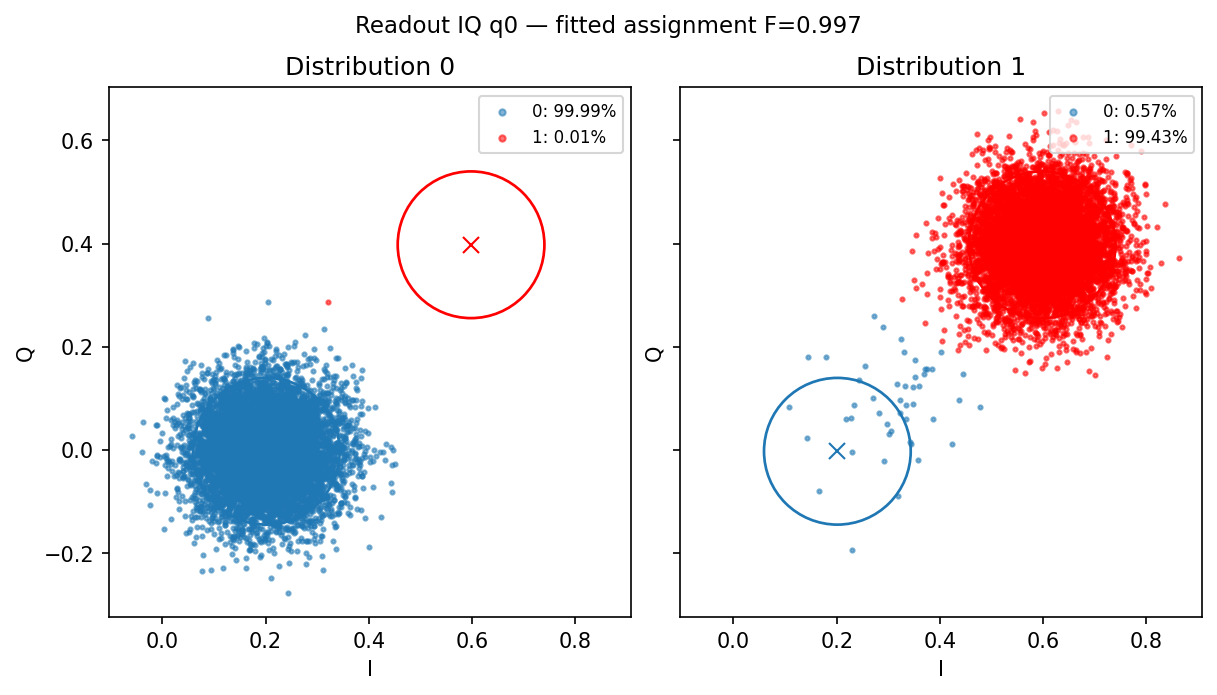 Readout IQ q0 — fitted assignment F=0.997
Distribution 0
0: 99.99%
1: 0.01%
Q
0.6
0.4
0.2
0.0
−0.2
0.0 0.2 0.4 0.6 0.8
I
Distribution 1
0: 0.57%
1: 99.43%
Q
0.0 0.2 0.4 0.6 0.8
I